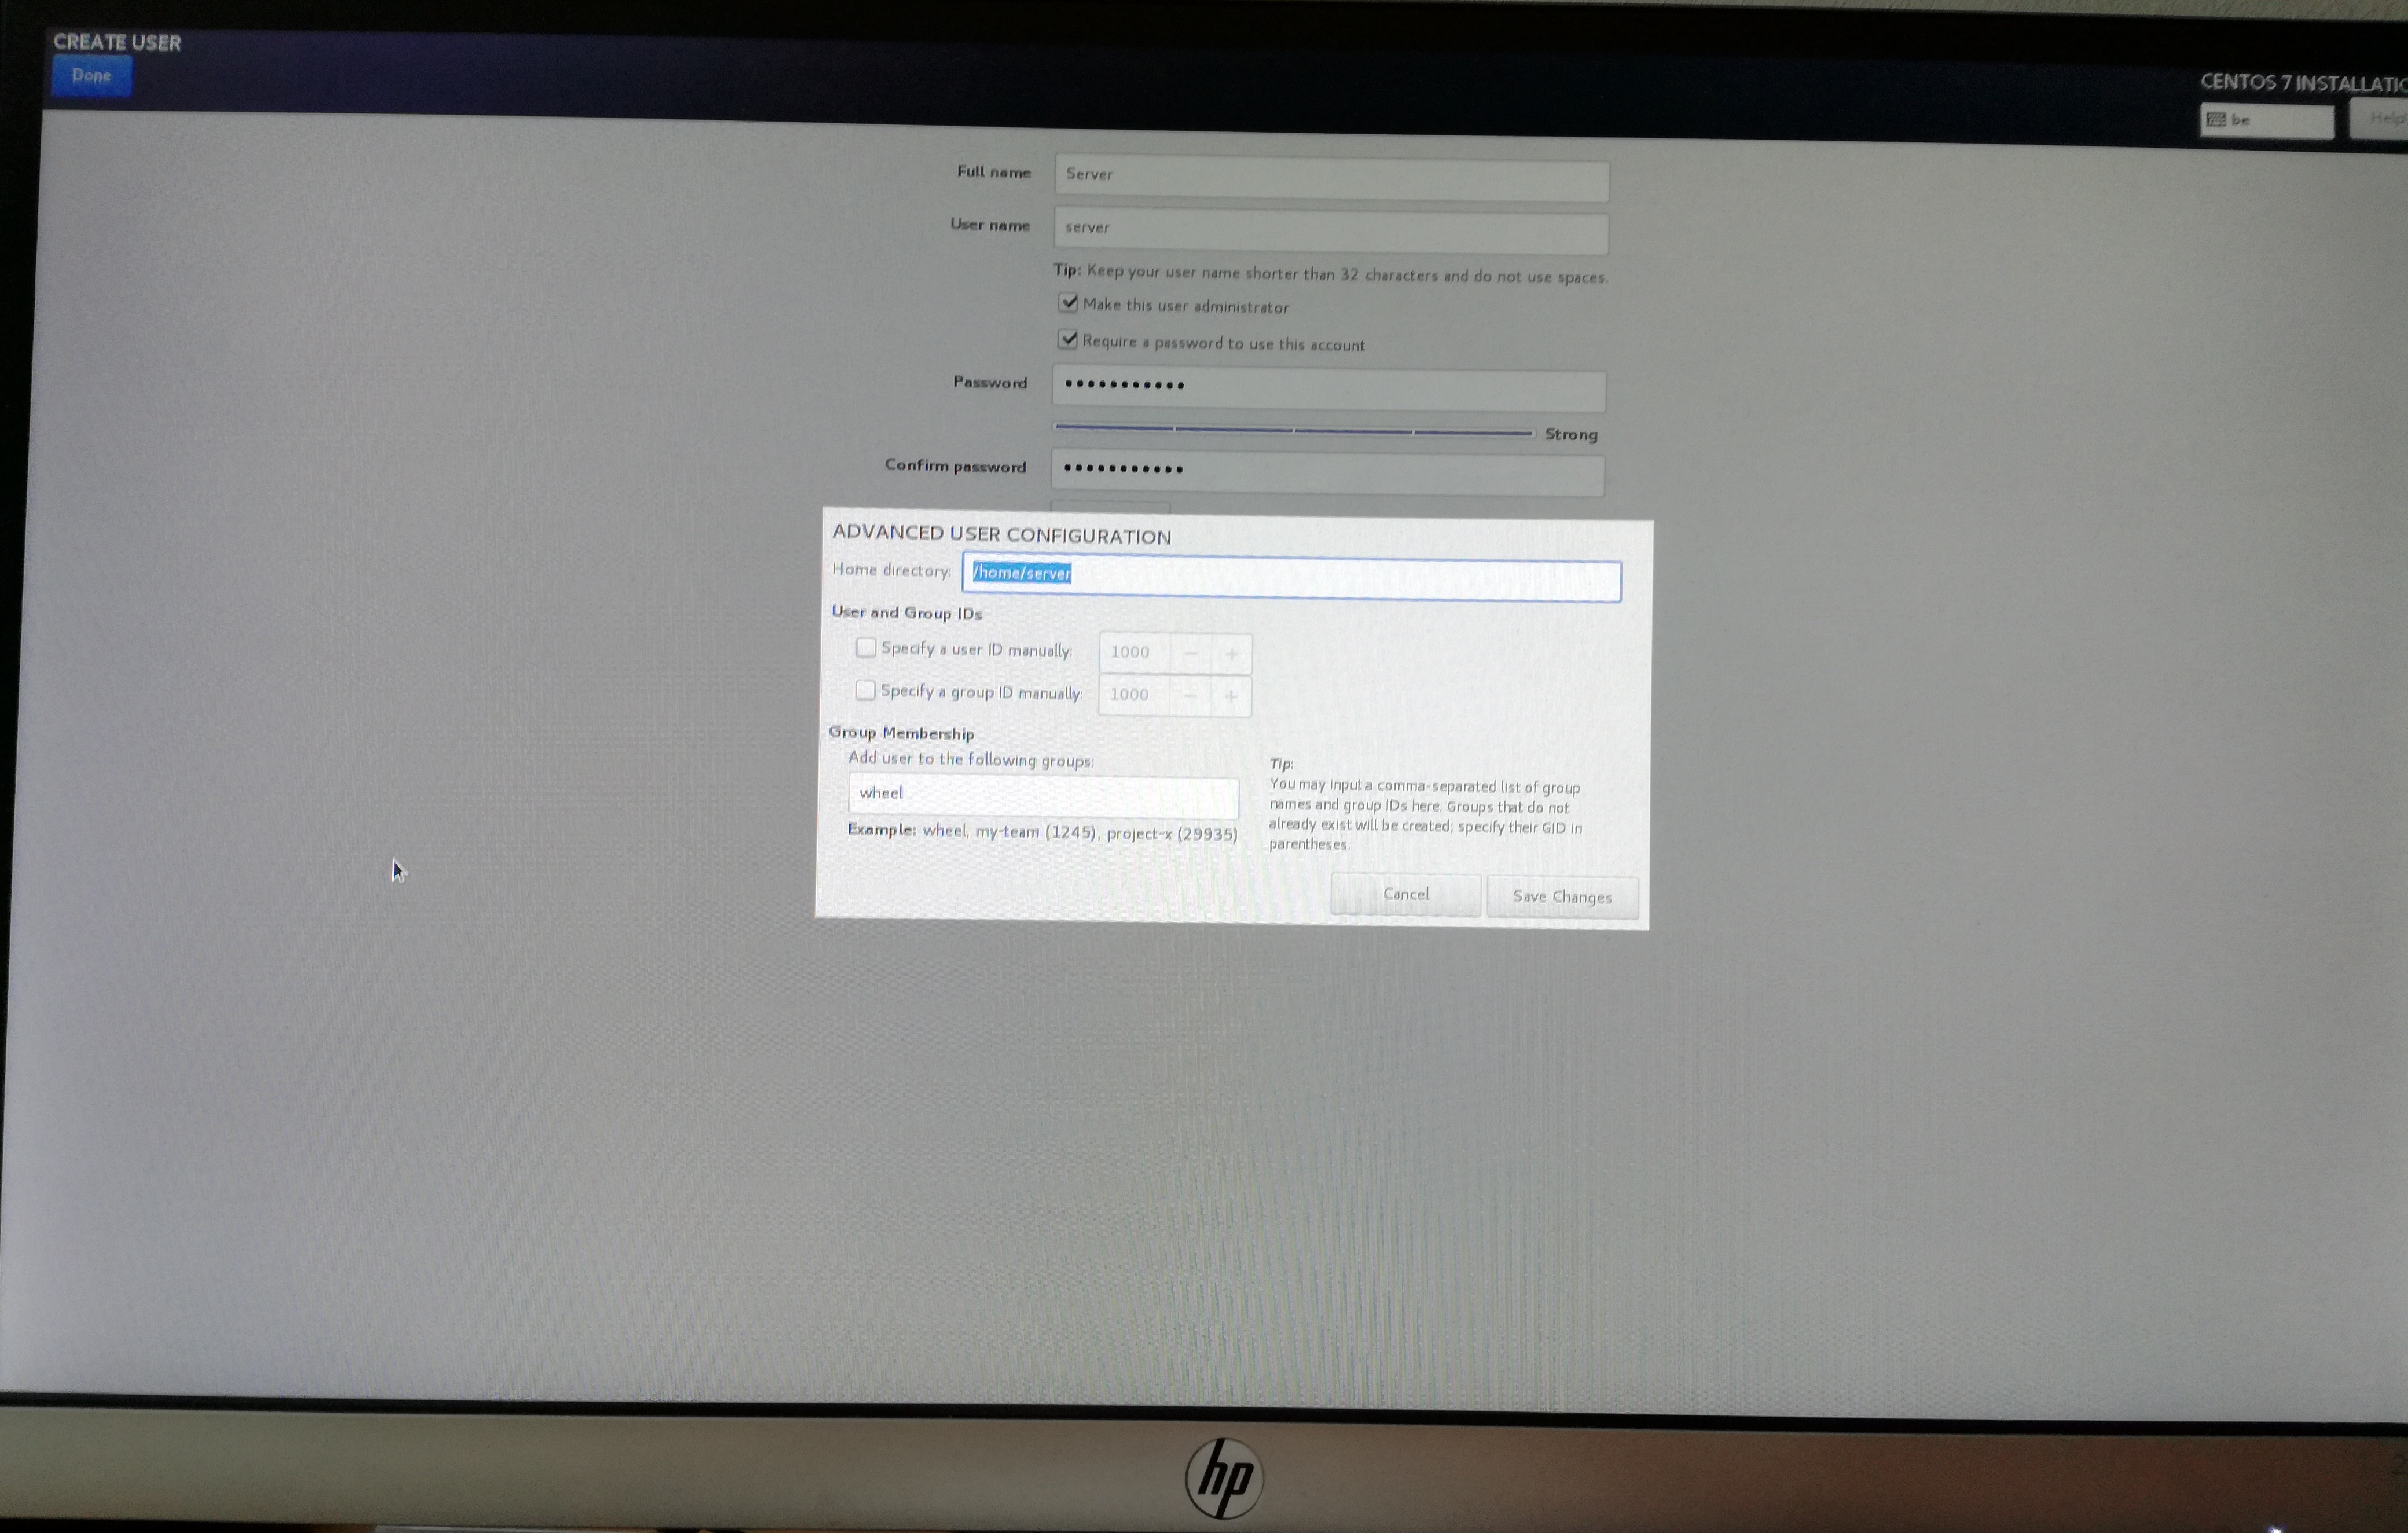 CREATE USER
Done
CENTOS 7 INSTALLATIO
be
Help
Full name
Server
User name
server
Tip: Keep your user name shorter than 32 characters and do not use spaces.
Make this user administrator
Require a password to use this account
Password
•••••••••••
Strong
Confirm password
•••••••••••
ADVANCED USER CONFIGURATION
Home directory: /home/server
User and Group IDs
Specify a user ID manually: 1000 − +
Specify a group ID manually: 1000 − +
Group Membership
Add user to the following groups:
wheel
Example: wheel, my-team (1245), project-x (29935)
Tip:
You may input a comma-separated list of group
names and group IDs here. Groups that do not
already exist will be created; specify their GID in
parentheses.
Cancel
Save Changes
hp